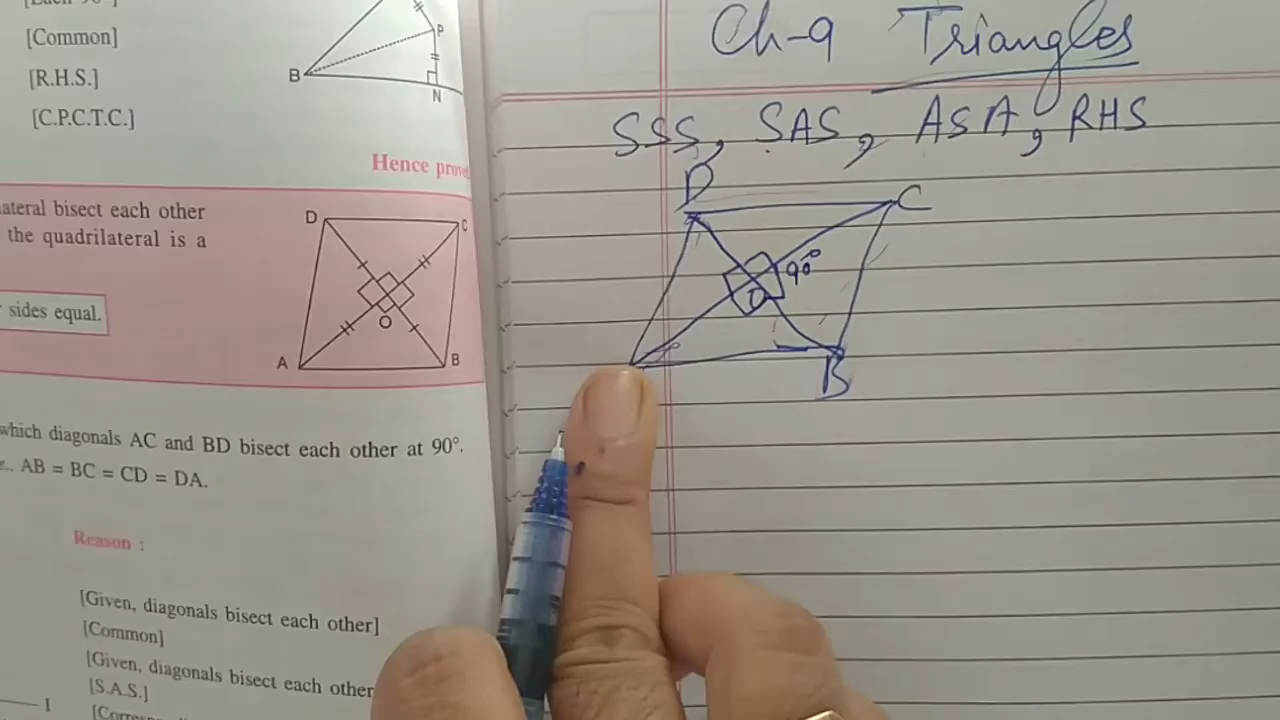 [Common]
B
P
[R.H.S.]
N
[C.P.C.T.C.]
Hence
bisect each other
the quadrilateral is a
sides equal.
D
C
O
A
B
which diagonals AC and BD bisect each other at 90°.
AB = BC = CD = DA.
Reason :
[Given, diagonals bisect each other]
[Common]
[Given, diagonals bisect each other
[S.A.S.]
I
Ch-9 Triangles
SSS, SAS, ASA, RHS
D
C
90°
O
B